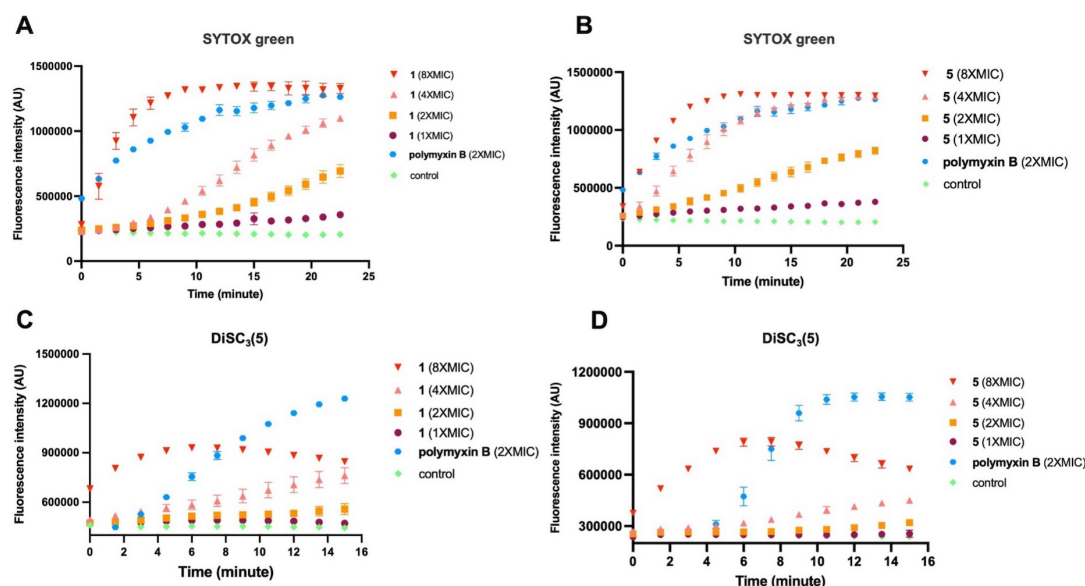 A
SYTOX green
Fluorescence intensity (AU)
1500000
1000000
500000
0
0 5 10 15 20 25
Time (minute)
1 (8XMIC)
1 (4XMIC)
1 (2XMIC)
1 (1XMIC)
polymyxin B (2XMIC)
control
B
SYTOX green
Fluorescence intensity (AU)
1500000
1000000
500000
0
0 5 10 15 20 25
Time (minute)
5 (8XMIC)
5 (4XMIC)
5 (2XMIC)
5 (1XMIC)
polymyxin B (2XMIC)
control
C
DiSC₃(5)
Fluorescence intensity (AU)
1500000
1200000
900000
600000
0 2 4 6 8 10 12 14 16
Time (minute)
1 (8XMIC)
1 (4XMIC)
1 (2XMIC)
1 (1XMIC)
polymyxin B (2XMIC)
control
D
DiSC₃(5)
Fluorescence intensity (AU)
1200000
900000
600000
300000
0 2 4 6 8 10 12 14 16
Time (minute)
5 (8XMIC)
5 (4XMIC)
5 (2XMIC)
5 (1XMIC)
polymyxin B (2XMIC)
control